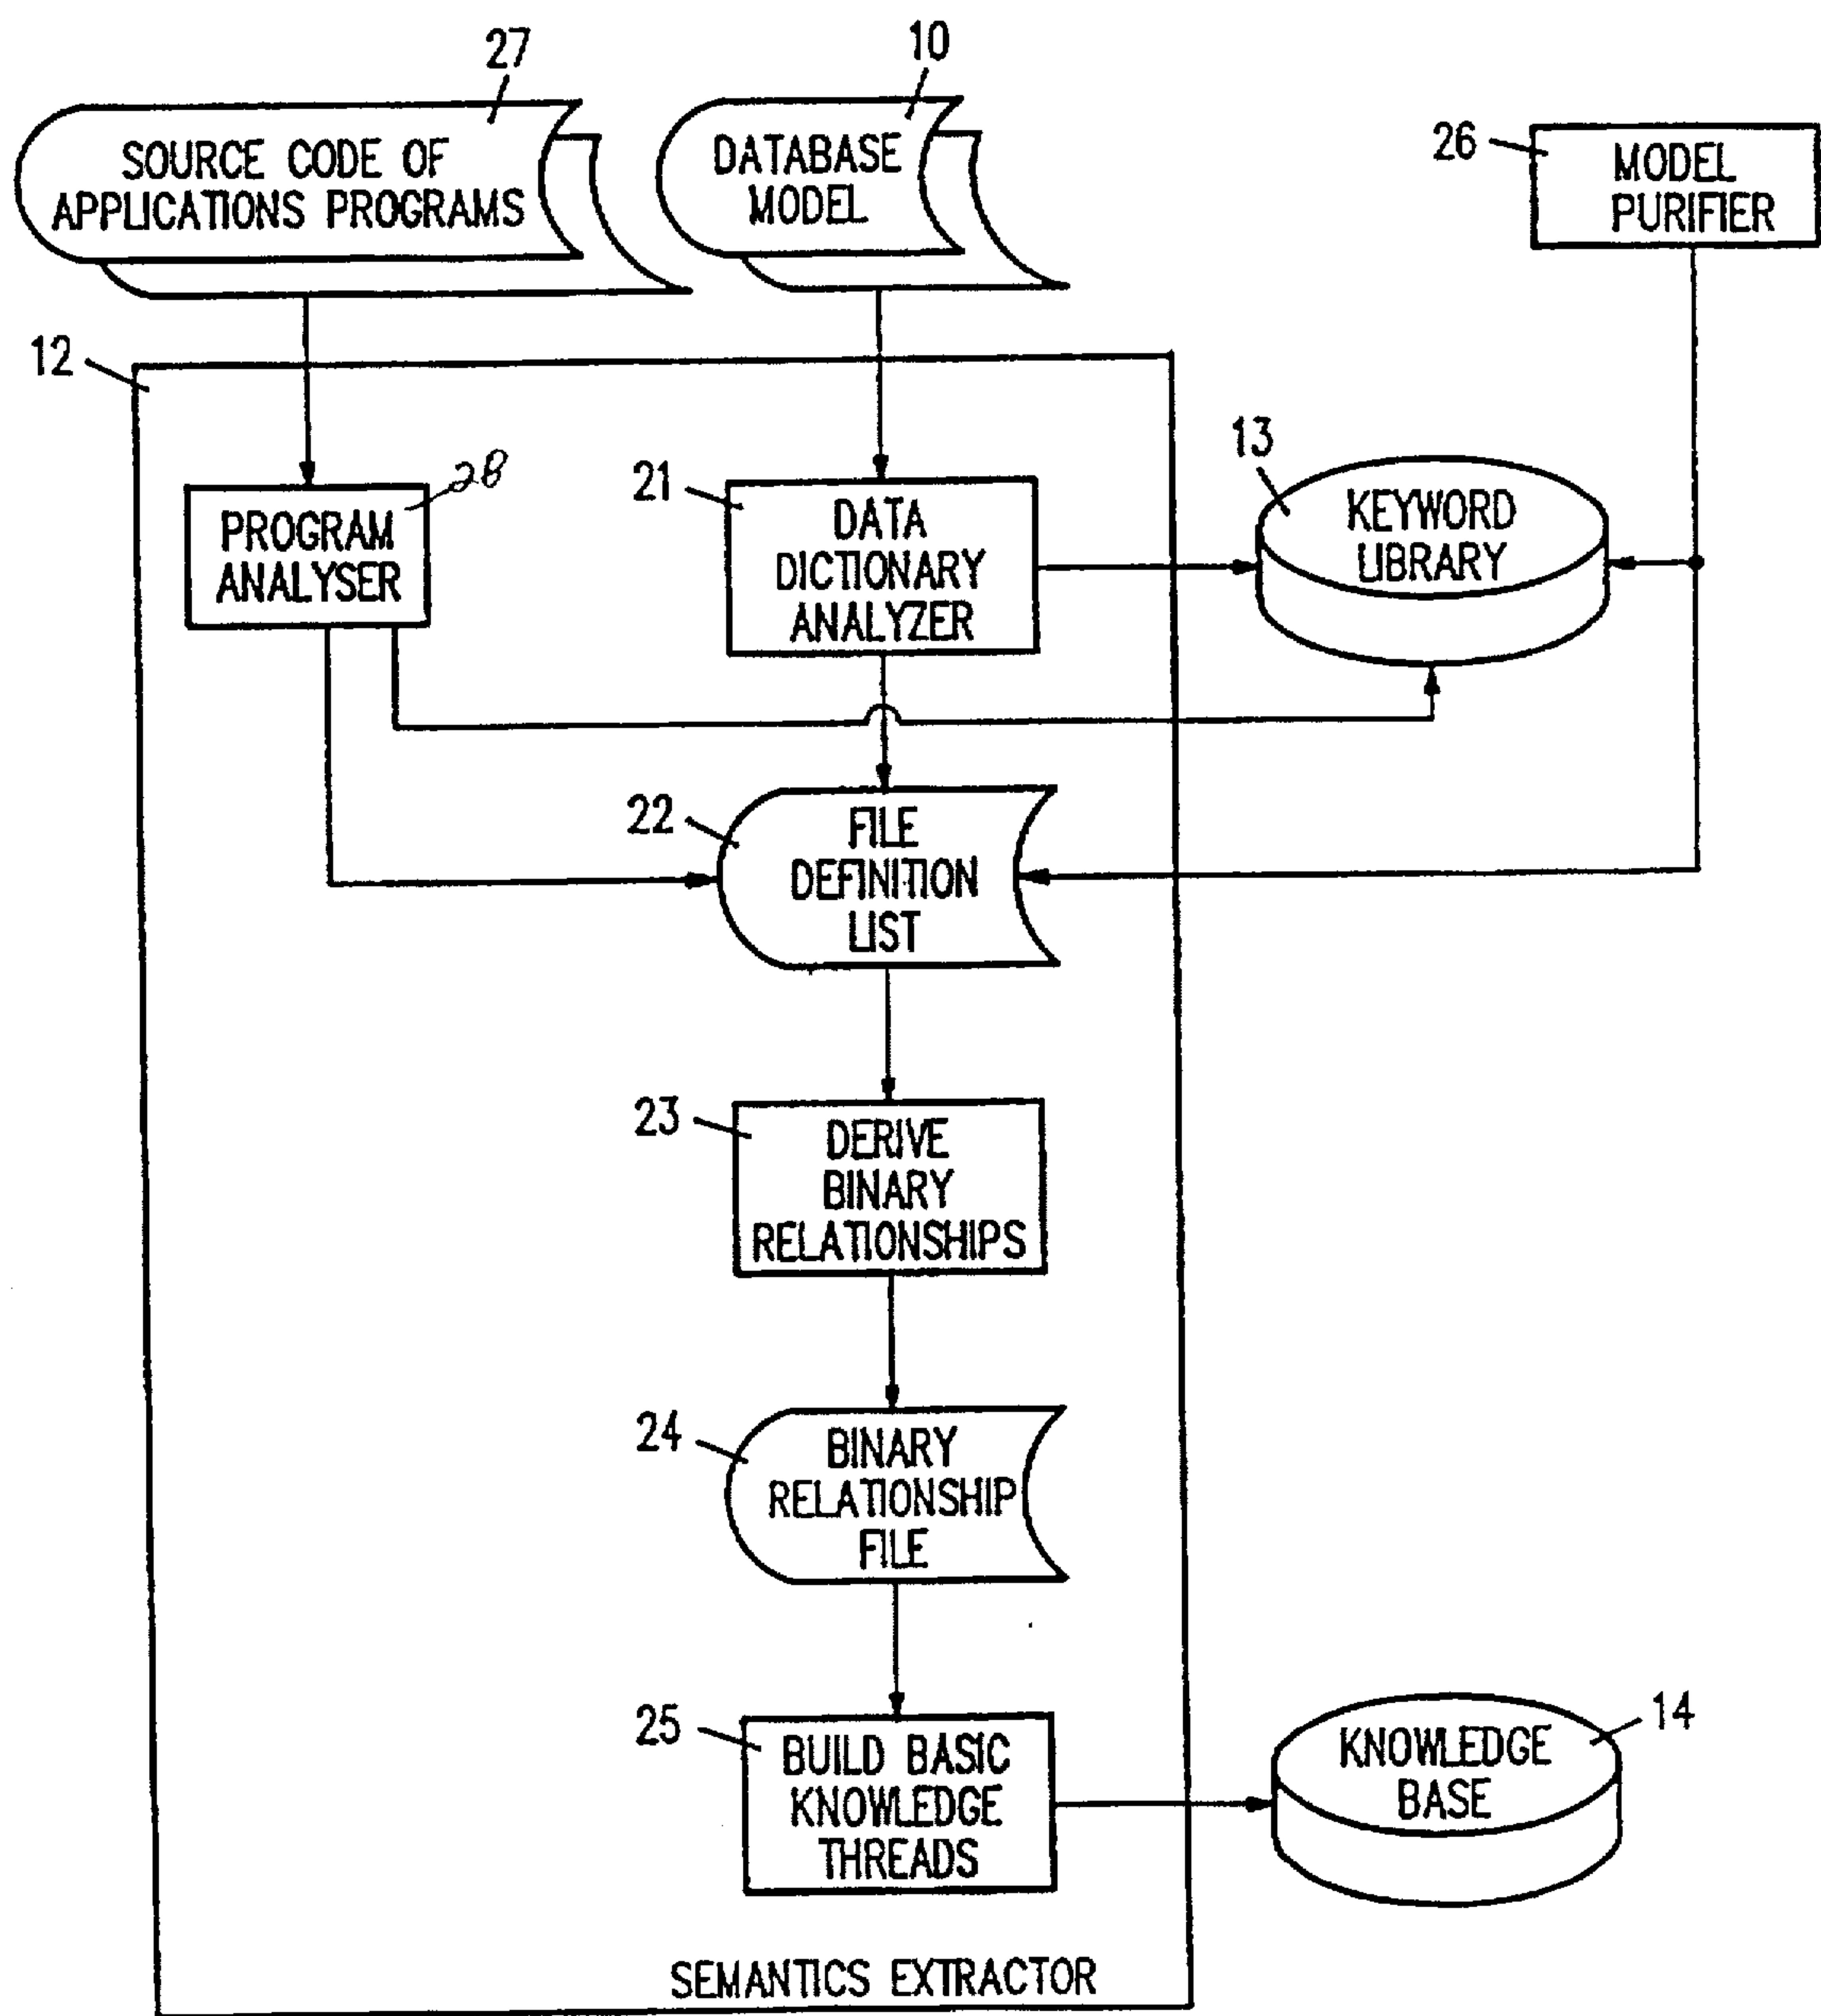 27
SOURCE CODE OF
APPLICATIONS PROGRAMS
10
DATABASE
MODEL
26
MODEL
PURIFIER
12
28
PROGRAM
ANALYSER
21
DATA
DICTIONARY
ANALYZER
13
KEYWORD
LIBRARY
22
FILE
DEFINITION
LIST
23
DERIVE
BINARY
RELATIONSHIPS
24
BINARY
RELATIONSHIP
FILE
25
BUILD BASIC
KNOWLEDGE
THREADS
14
KNOWLEDGE
BASE
SEMANTICS EXTRACTOR